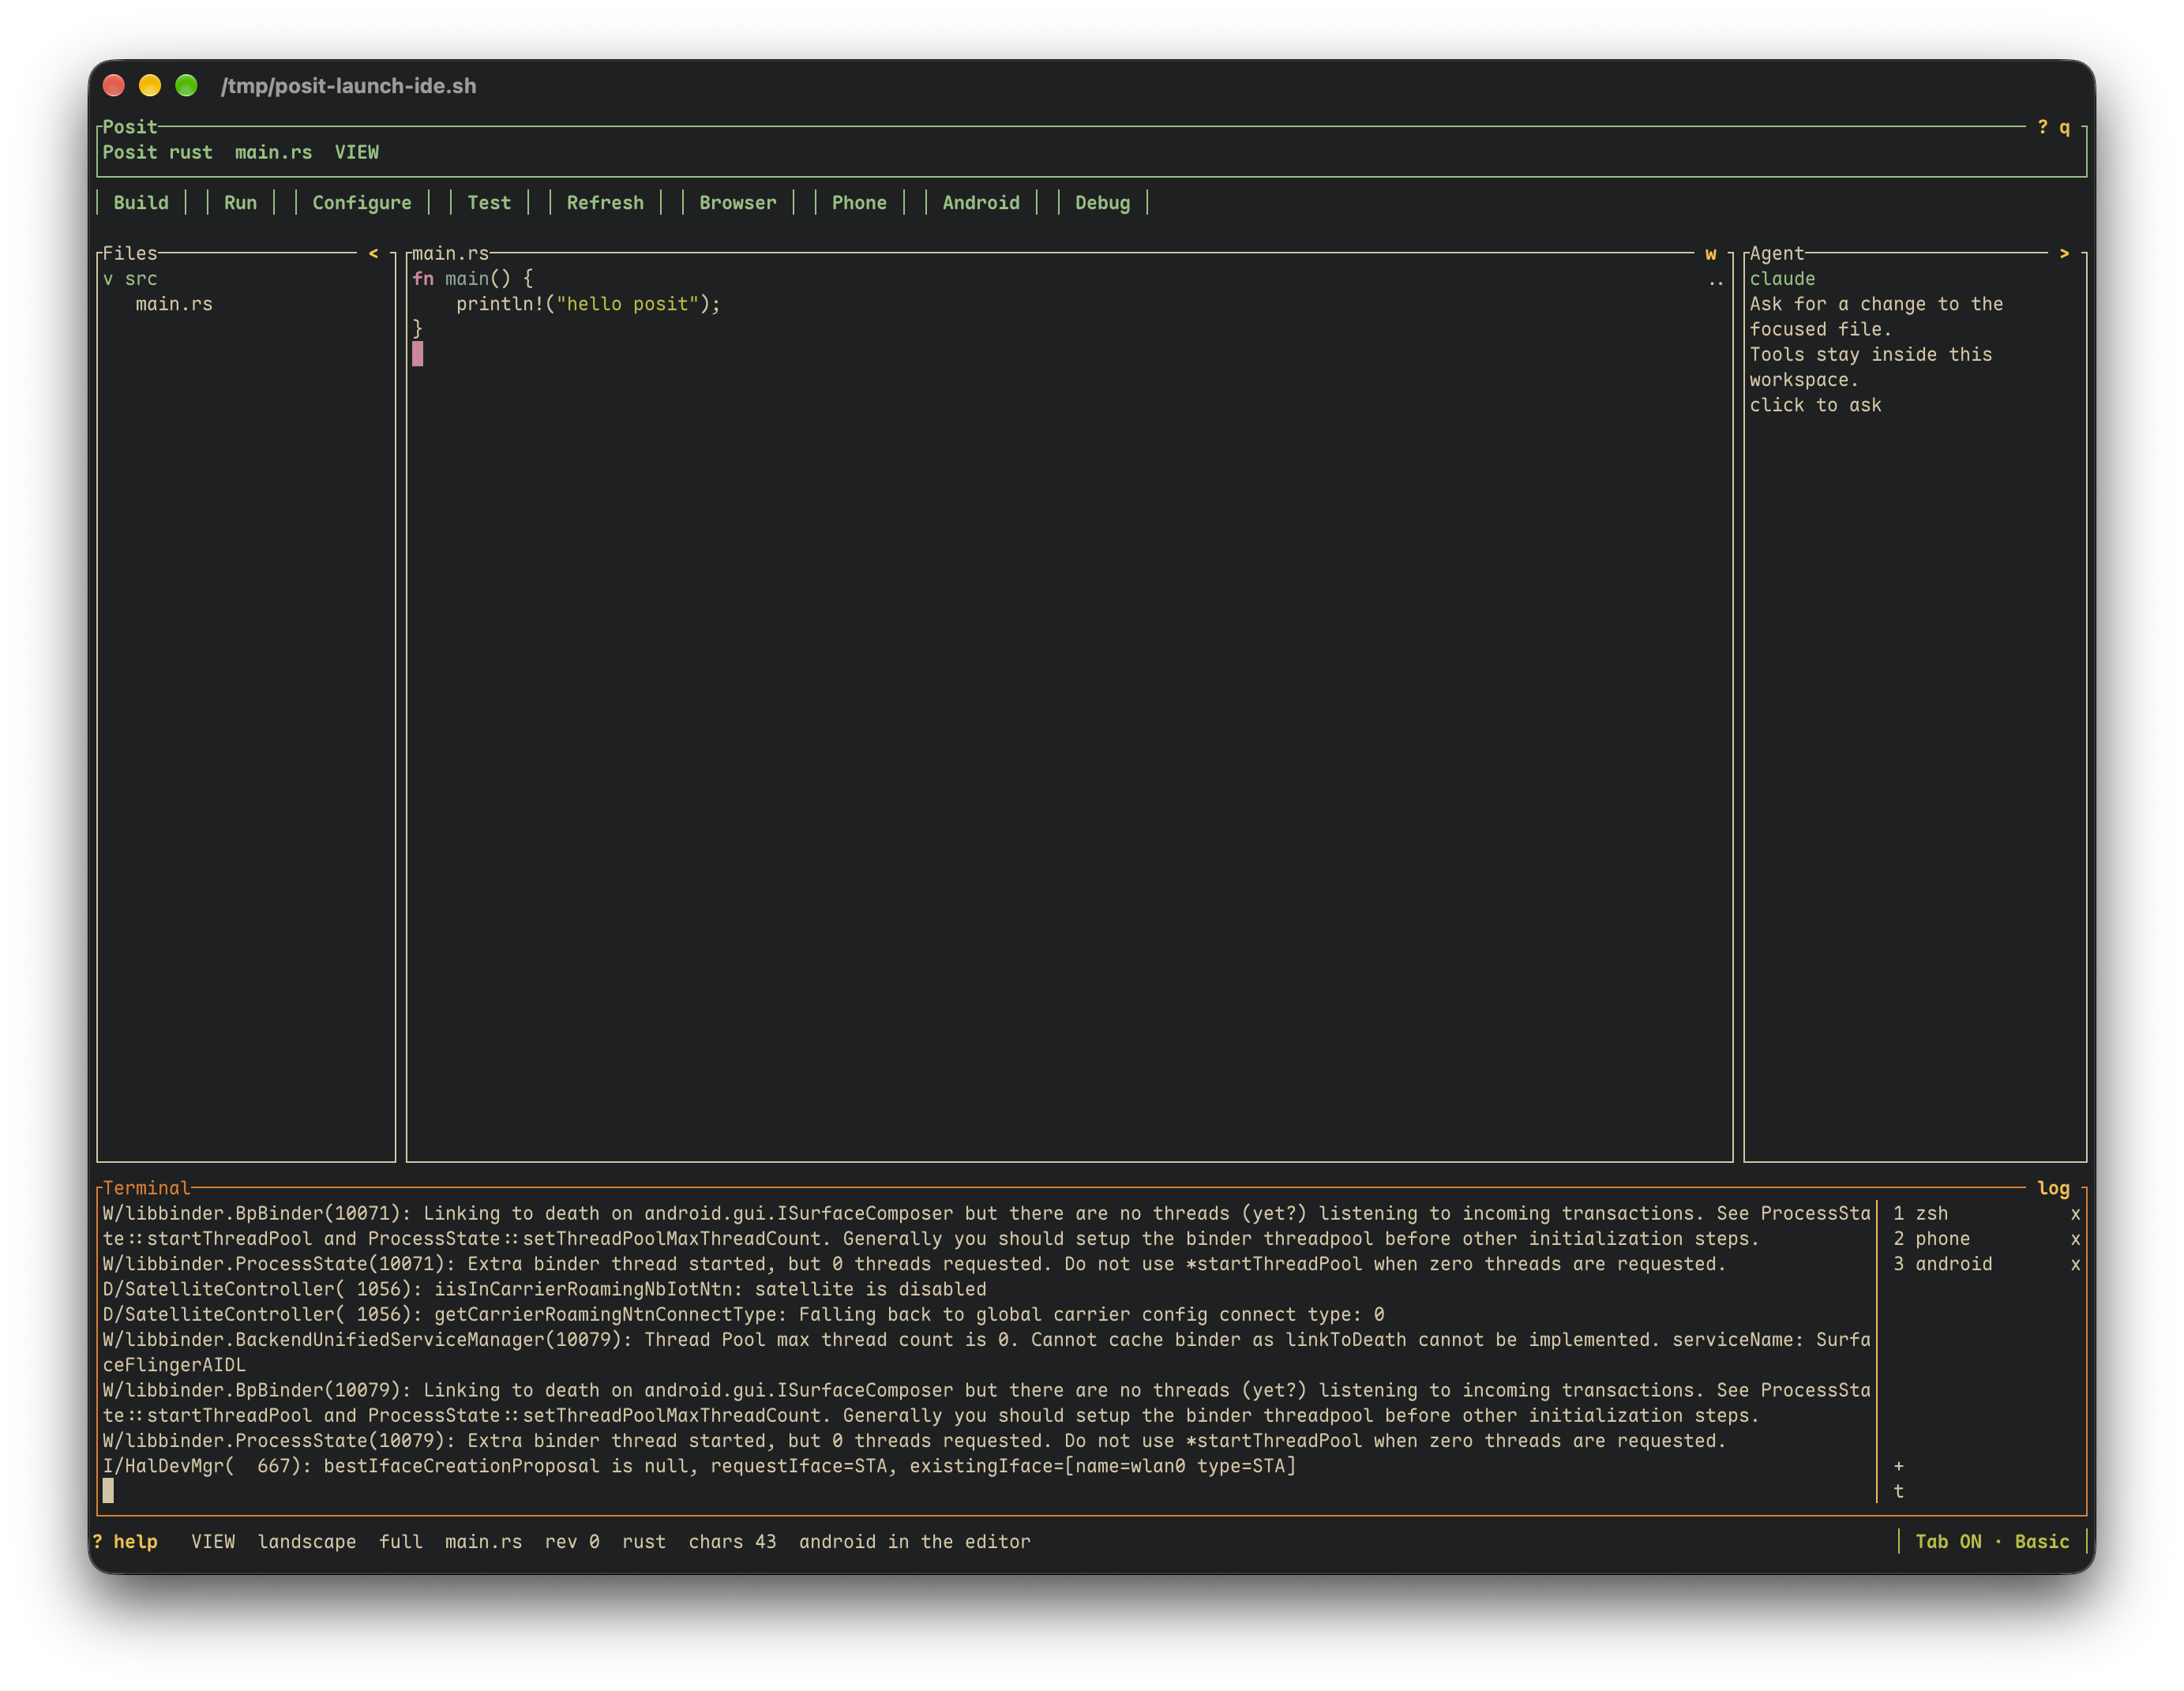 /tmp/posit-launch-ide.sh
Posit ? q
Posit rust main.rs VIEW
Build Run Configure Test Refresh Browser Phone Android Debug
Files <
v src
main.rs
main.rs w
fn main() { ..
println!("hello posit");
}
Agent >
claude
Ask for a change to the
focused file.
Tools stay inside this
workspace.
click to ask
Terminal log
W/libbinder.BpBinder(10071): Linking to death on android.gui.ISurfaceComposer but there are no threads (yet?) listening to incoming transactions. See ProcessSta
te::startThreadPool and ProcessState::setThreadPoolMaxThreadCount. Generally you should setup the binder threadpool before other initialization steps.
W/libbinder.ProcessState(10071): Extra binder thread started, but 0 threads requested. Do not use *startThreadPool when zero threads are requested.
D/SatelliteController( 1056): iisInCarrierRoamingNbIotNtn: satellite is disabled
D/SatelliteController( 1056): getCarrierRoamingNtnConnectType: Falling back to global carrier config connect type: 0
W/libbinder.BackendUnifiedServiceManager(10079): Thread Pool max thread count is 0. Cannot cache binder as linkToDeath cannot be implemented. serviceName: Surfa
ceFlingerAIDL
W/libbinder.BpBinder(10079): Linking to death on android.gui.ISurfaceComposer but there are no threads (yet?) listening to incoming transactions. See ProcessSta
te::startThreadPool and ProcessState::setThreadPoolMaxThreadCount. Generally you should setup the binder threadpool before other initialization steps.
W/libbinder.ProcessState(10079): Extra binder thread started, but 0 threads requested. Do not use *startThreadPool when zero threads are requested.
I/HalDevMgr(  667): bestIfaceCreationProposal is null, requestIface=STA, existingIface=[name=wlan0 type=STA]
1 zsh x
2 phone x
3 android x
+
t
? help VIEW landscape full main.rs rev 0 rust chars 43 android in the editor Tab ON · Basic